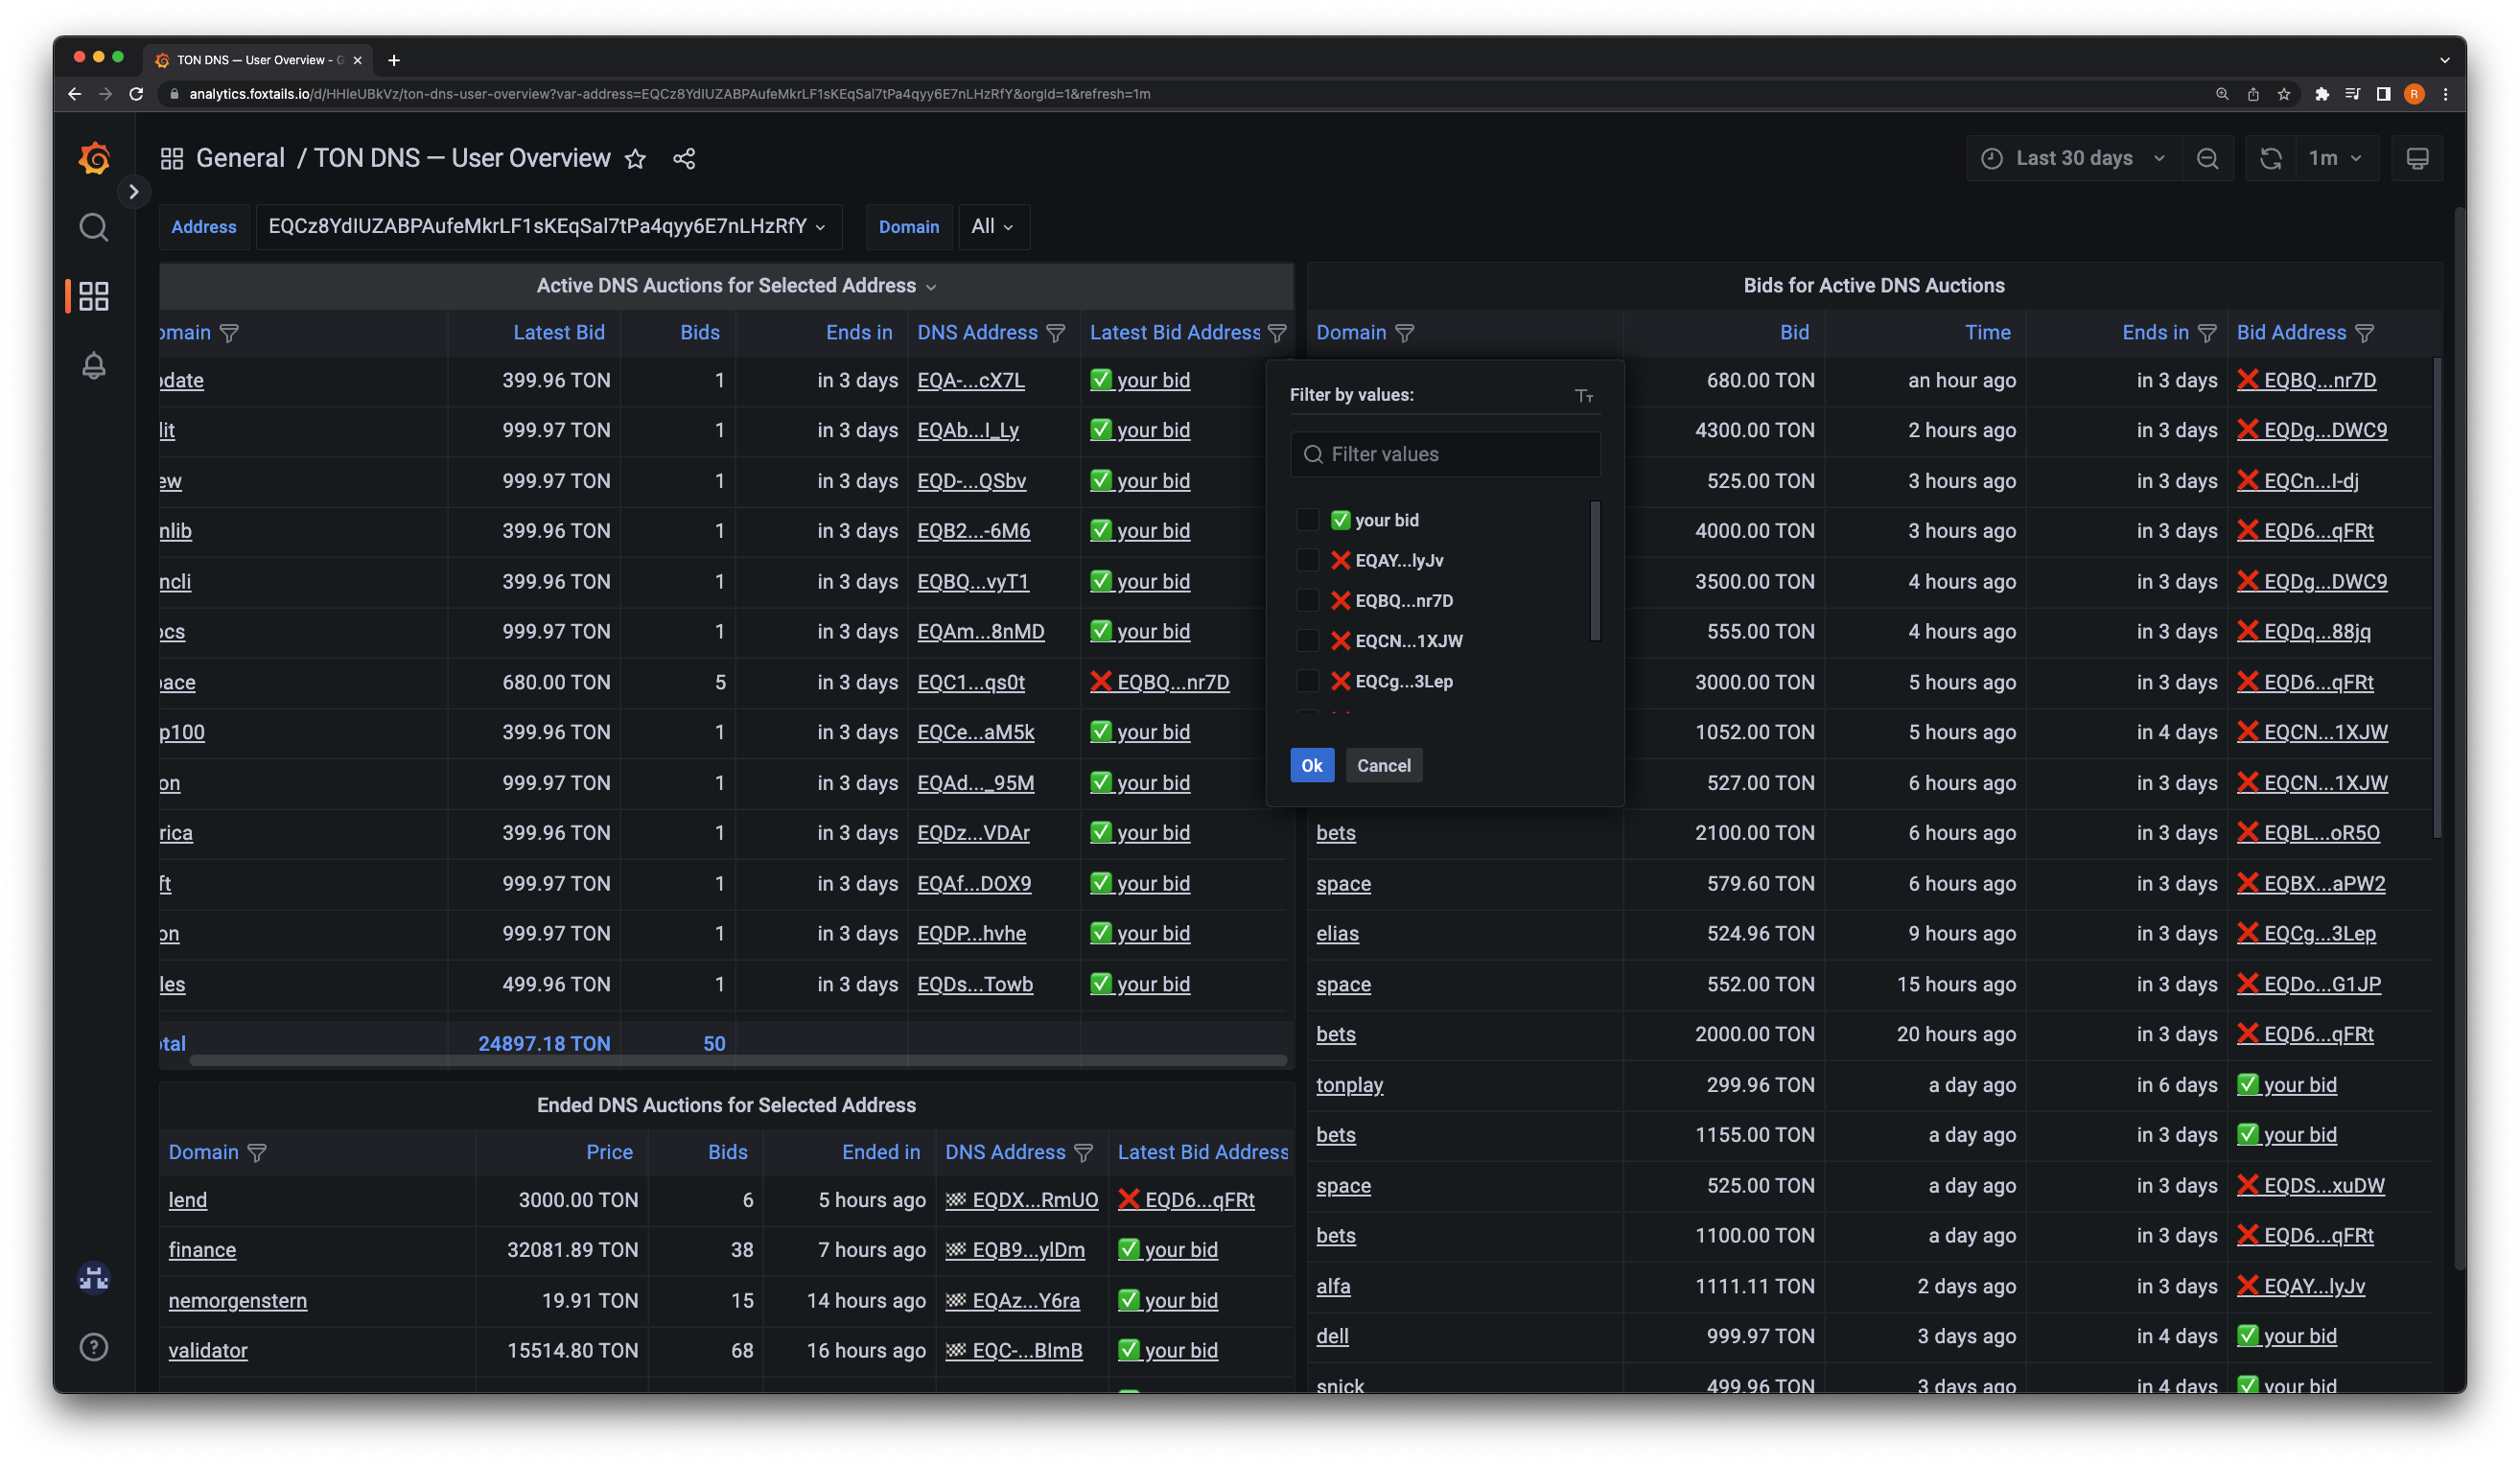 TON DNS — User Overview - G
analytics.foxtails.io/d/HHIeUBkVz/ton-dns-user-overview?var-address=EQCz8YdIUZABPAufeMkrLF1sKEqSal7tPa4qyy6E7nLHzRfY&orgId=1&refresh=1m
R
General / TON DNS — User Overview
Last 30 days
1m
Address EQCz8YdIUZABPAufeMkrLF1sKEqSal7tPa4qyy6E7nLHzRfY Domain All
Active DNS Auctions for Selected Address
omain Latest Bid Bids Ends in DNS Address Latest Bid Address
odate 399.96 TON 1 in 3 days EQA-...cX7L ✅ your bid
lit 999.97 TON 1 in 3 days EQAb...I_Ly ✅ your bid
ew 999.97 TON 1 in 3 days EQD-...QSbv ✅ your bid
nlib 399.96 TON 1 in 3 days EQB2...-6M6 ✅ your bid
ncli 399.96 TON 1 in 3 days EQBQ...vyT1 ✅ your bid
ocs 999.97 TON 1 in 3 days EQAm...8nMD ✅ your bid
ace 680.00 TON 5 in 3 days EQC1...qs0t ❌ EQBQ...nr7D
p100 399.96 TON 1 in 3 days EQCe...aM5k ✅ your bid
on 999.97 TON 1 in 3 days EQAd..._95M ✅ your bid
rica 399.96 TON 1 in 3 days EQDz...VDAr ✅ your bid
ft 999.97 TON 1 in 3 days EQAf...DOX9 ✅ your bid
on 999.97 TON 1 in 3 days EQDP...hvhe ✅ your bid
les 499.96 TON 1 in 3 days EQDs...Towb ✅ your bid
otal 24897.18 TON 50
Filter by values:
Filter values
✅ your bid
❌ EQAY...lyJv
❌ EQBQ...nr7D
❌ EQCN...1XJW
❌ EQCg...3Lep
Ok Cancel
Bids for Active DNS Auctions
Domain Bid Time Ends in Bid Address
680.00 TON an hour ago in 3 days ❌ EQBQ...nr7D
4300.00 TON 2 hours ago in 3 days ❌ EQDg...DWC9
525.00 TON 3 hours ago in 3 days ❌ EQCn...I-dj
4000.00 TON 3 hours ago in 3 days ❌ EQD6...qFRt
3500.00 TON 4 hours ago in 3 days ❌ EQDg...DWC9
555.00 TON 4 hours ago in 3 days ❌ EQDq...88jq
3000.00 TON 5 hours ago in 3 days ❌ EQD6...qFRt
1052.00 TON 5 hours ago in 4 days ❌ EQCN...1XJW
527.00 TON 6 hours ago in 3 days ❌ EQCN...1XJW
bets 2100.00 TON 6 hours ago in 3 days ❌ EQBL...oR5O
space 579.60 TON 6 hours ago in 3 days ❌ EQBX...aPW2
elias 524.96 TON 9 hours ago in 3 days ❌ EQCg...3Lep
space 552.00 TON 15 hours ago in 3 days ❌ EQDo...G1JP
bets 2000.00 TON 20 hours ago in 3 days ❌ EQD6...qFRt
tonplay 299.96 TON a day ago in 6 days ✅ your bid
bets 1155.00 TON a day ago in 3 days ✅ your bid
space 525.00 TON a day ago in 3 days ❌ EQDS...xuDW
bets 1100.00 TON a day ago in 3 days ❌ EQD6...qFRt
alfa 1111.11 TON 2 days ago in 3 days ❌ EQAY...lyJv
dell 999.97 TON 3 days ago in 4 days ✅ your bid
snick 499.96 TON 3 days ago in 4 days ✅ your bid
Ended DNS Auctions for Selected Address
Domain Price Bids Ended in DNS Address Latest Bid Address
lend 3000.00 TON 6 5 hours ago 🏁 EQDX...RmUO ❌ EQD6...qFRt
finance 32081.89 TON 38 7 hours ago 🏁 EQB9...ylDm ✅ your bid
nemorgenstern 19.91 TON 15 14 hours ago 🏁 EQAz...Y6ra ✅ your bid
validator 15514.80 TON 68 16 hours ago 🏁 EQC-...BImB ✅ your bid